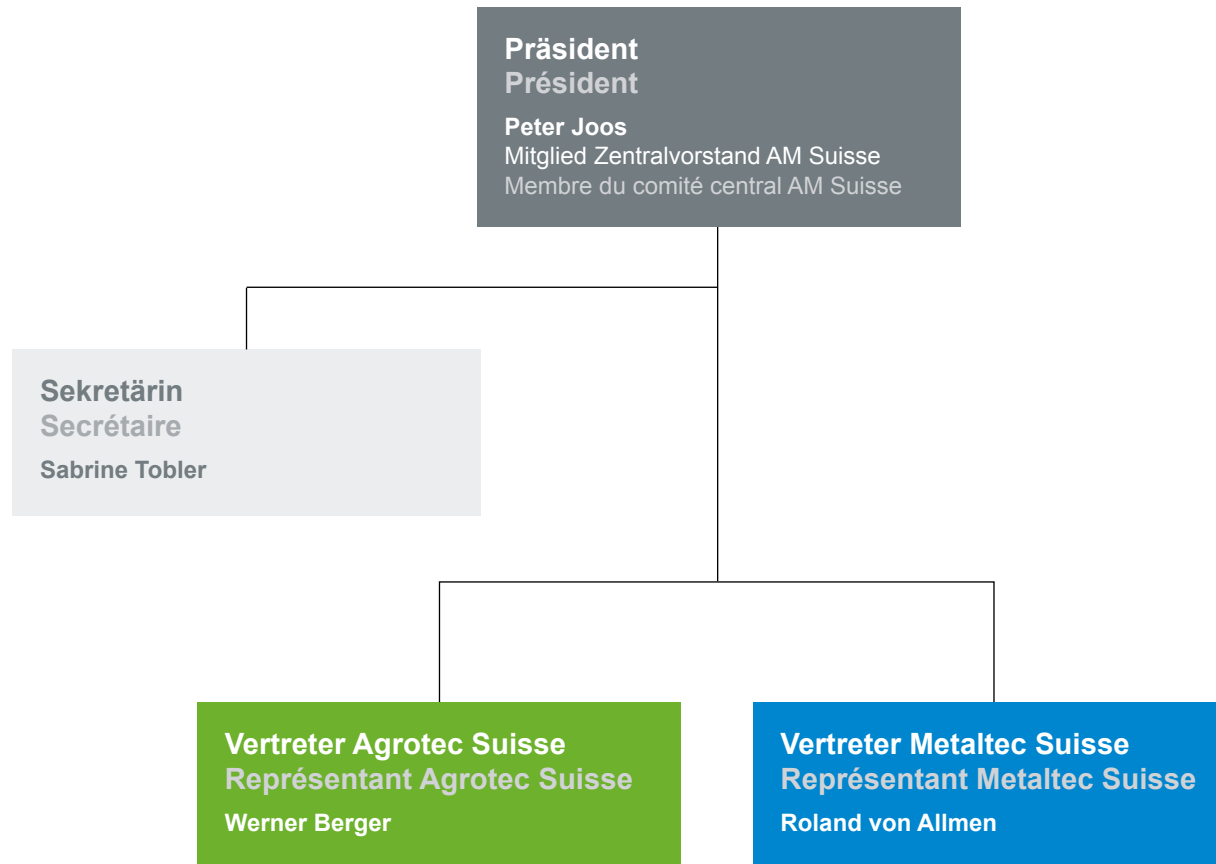 Präsident
Président
Peter Joos
Mitglied Zentralvorstand AM Suisse
Membre du comité central AM Suisse
Sekretärin
Secrétaire
Sabrine Tobler
Vertreter Agrotec Suisse
Représentant Agrotec Suisse
Werner Berger
Vertreter Metaltec Suisse
Représentant Metaltec Suisse
Roland von Allmen